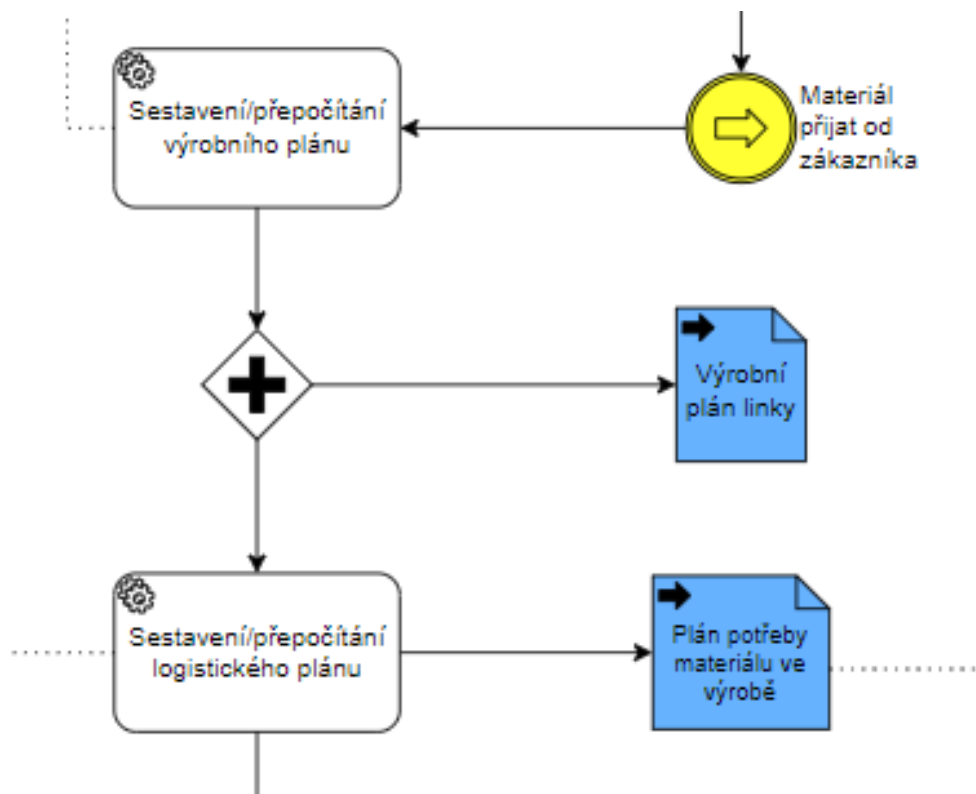 Sestavení/přepočítání
výrobního plánu
Materiál
přijat od
zákazníka
Výrobní
plán linky
Sestavení/přepočítání
logistického plánu
Plán potřeby
materiálu ve
výrobě